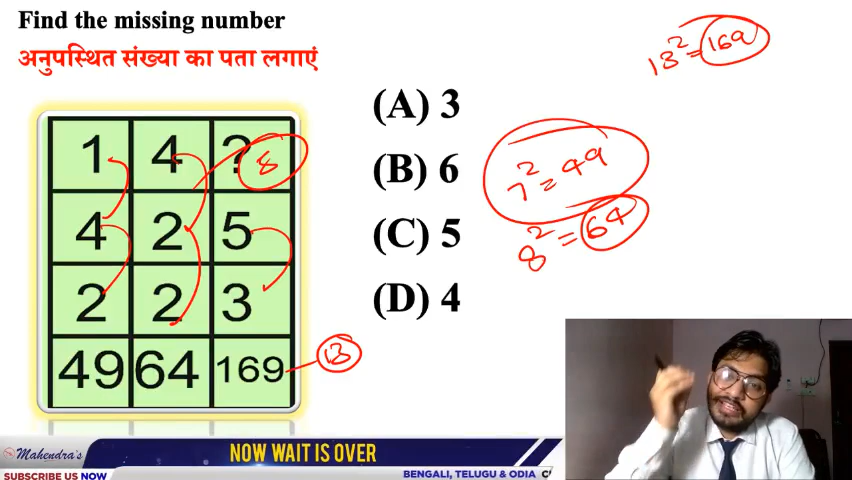 Find the missing number
अनुपस्थित संख्या का पता लगाएं
13² = 169
1 4 ? 8
4 2 5
2 2 3
49 64 169 13
(A) 3
(B) 6
(C) 5
(D) 4
7² = 49
8² = 64
Mahendra's
NOW WAIT IS OVER
SUBSCRIBE US NOW
BENGALI, TELUGU & ODIA